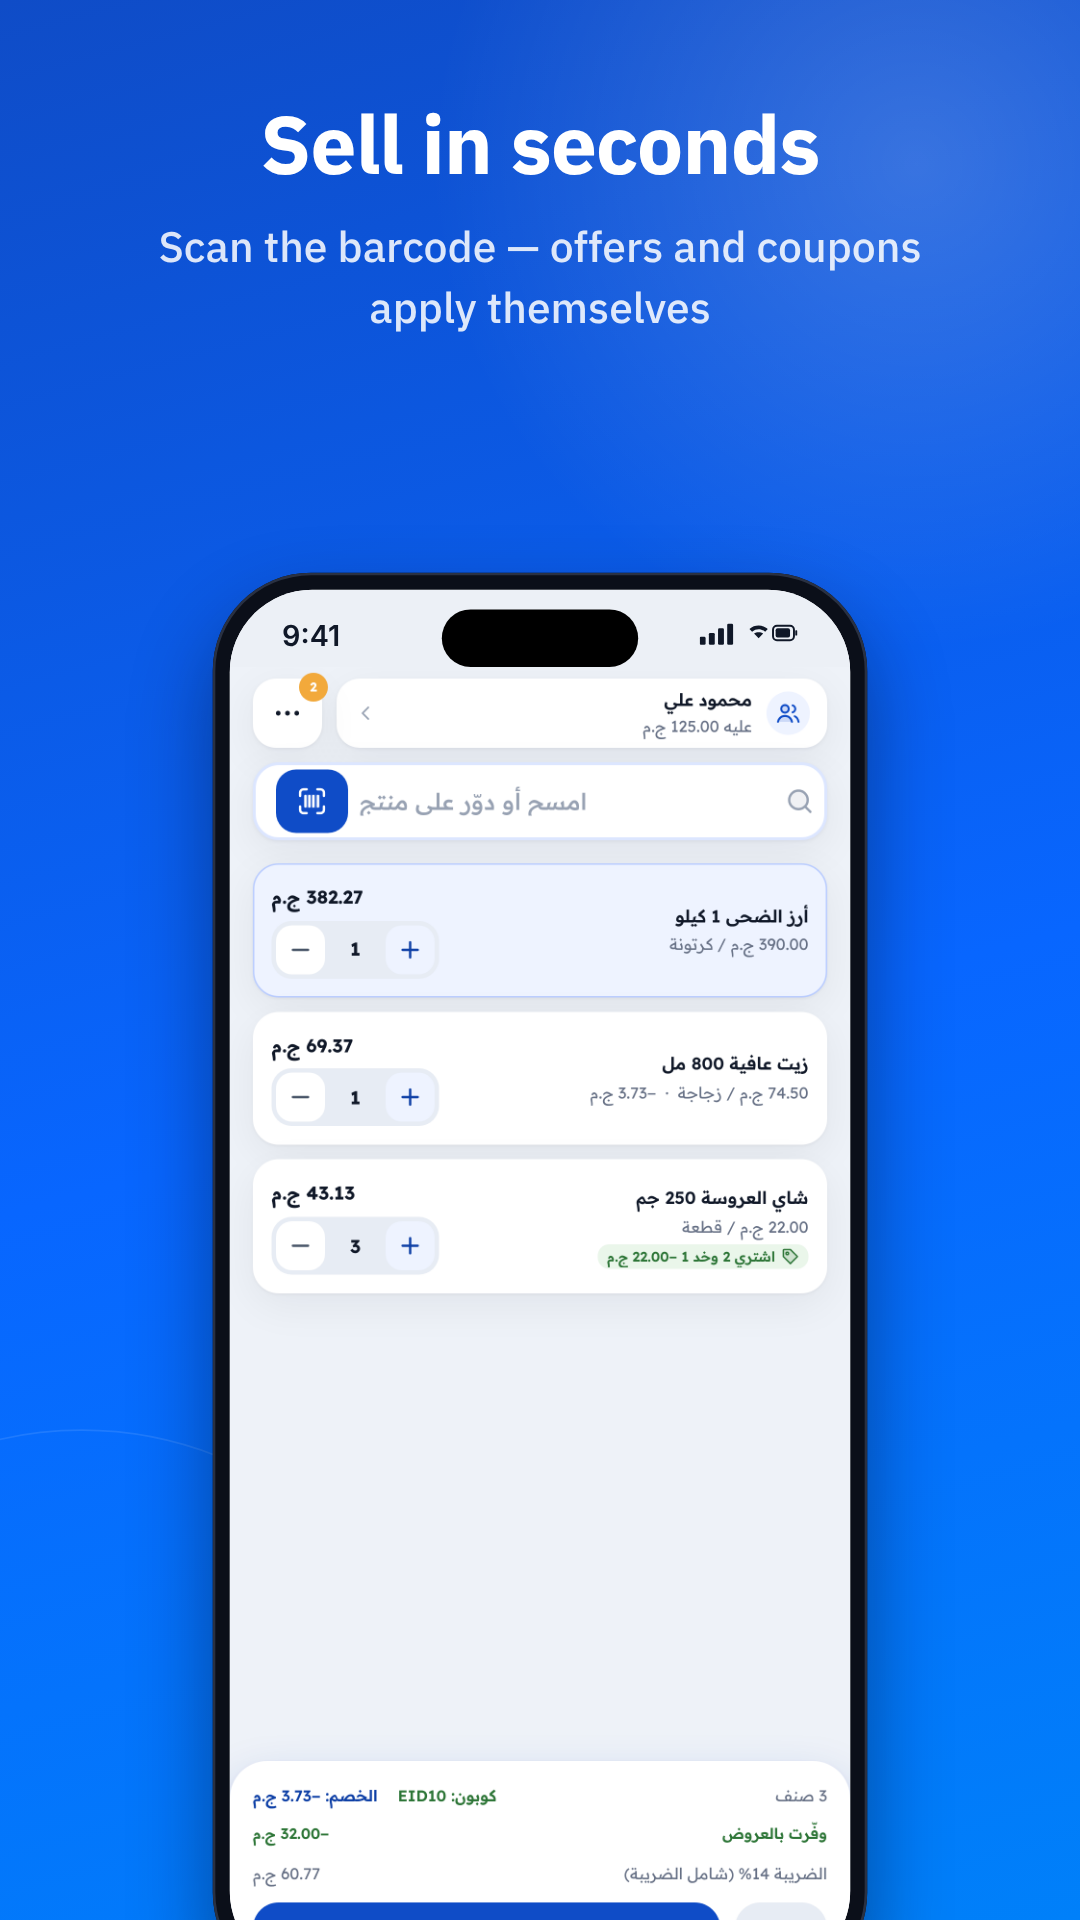 Sell in seconds
Scan the barcode — offers and coupons
apply themselves
9:41
2
محمود علي
عليه 125.00 ج.م
امسح أو دوّر على منتج
أرز الضحى 1 كيلو
382.27 ج.م
390.00 ج.م / كرتونة
1
زيت عافية 800 مل
69.37 ج.م
74.50 ج.م / زجاجة · −3.73 ج.م
1
شاي العروسة 250 جم
43.13 ج.م
22.00 ج.م / قطعة
3
اشتري 2 وخد 1 −22.00 ج.م
3 صنف كوبون: EID10 الخصم: −3.73 ج.م
وفّرت بالعروض −32.00 ج.م
الضريبة 14% (شامل الضريبة) 60.77 ج.م